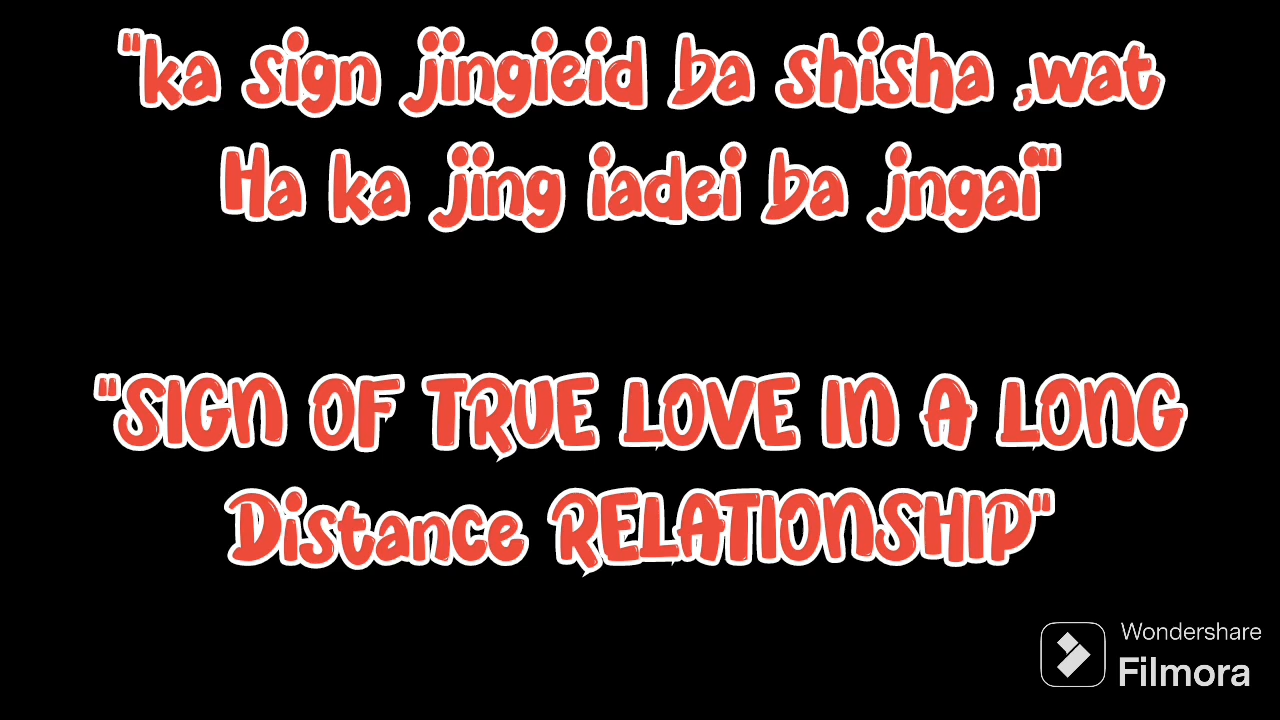 "ka sign jingieid ba shisha ,wat
Ha ka jing iadei ba jngai"
"SIGN OF TRUE LOVE IN A LONG
Distance RELATIONSHIP"
Wondershare
Filmora